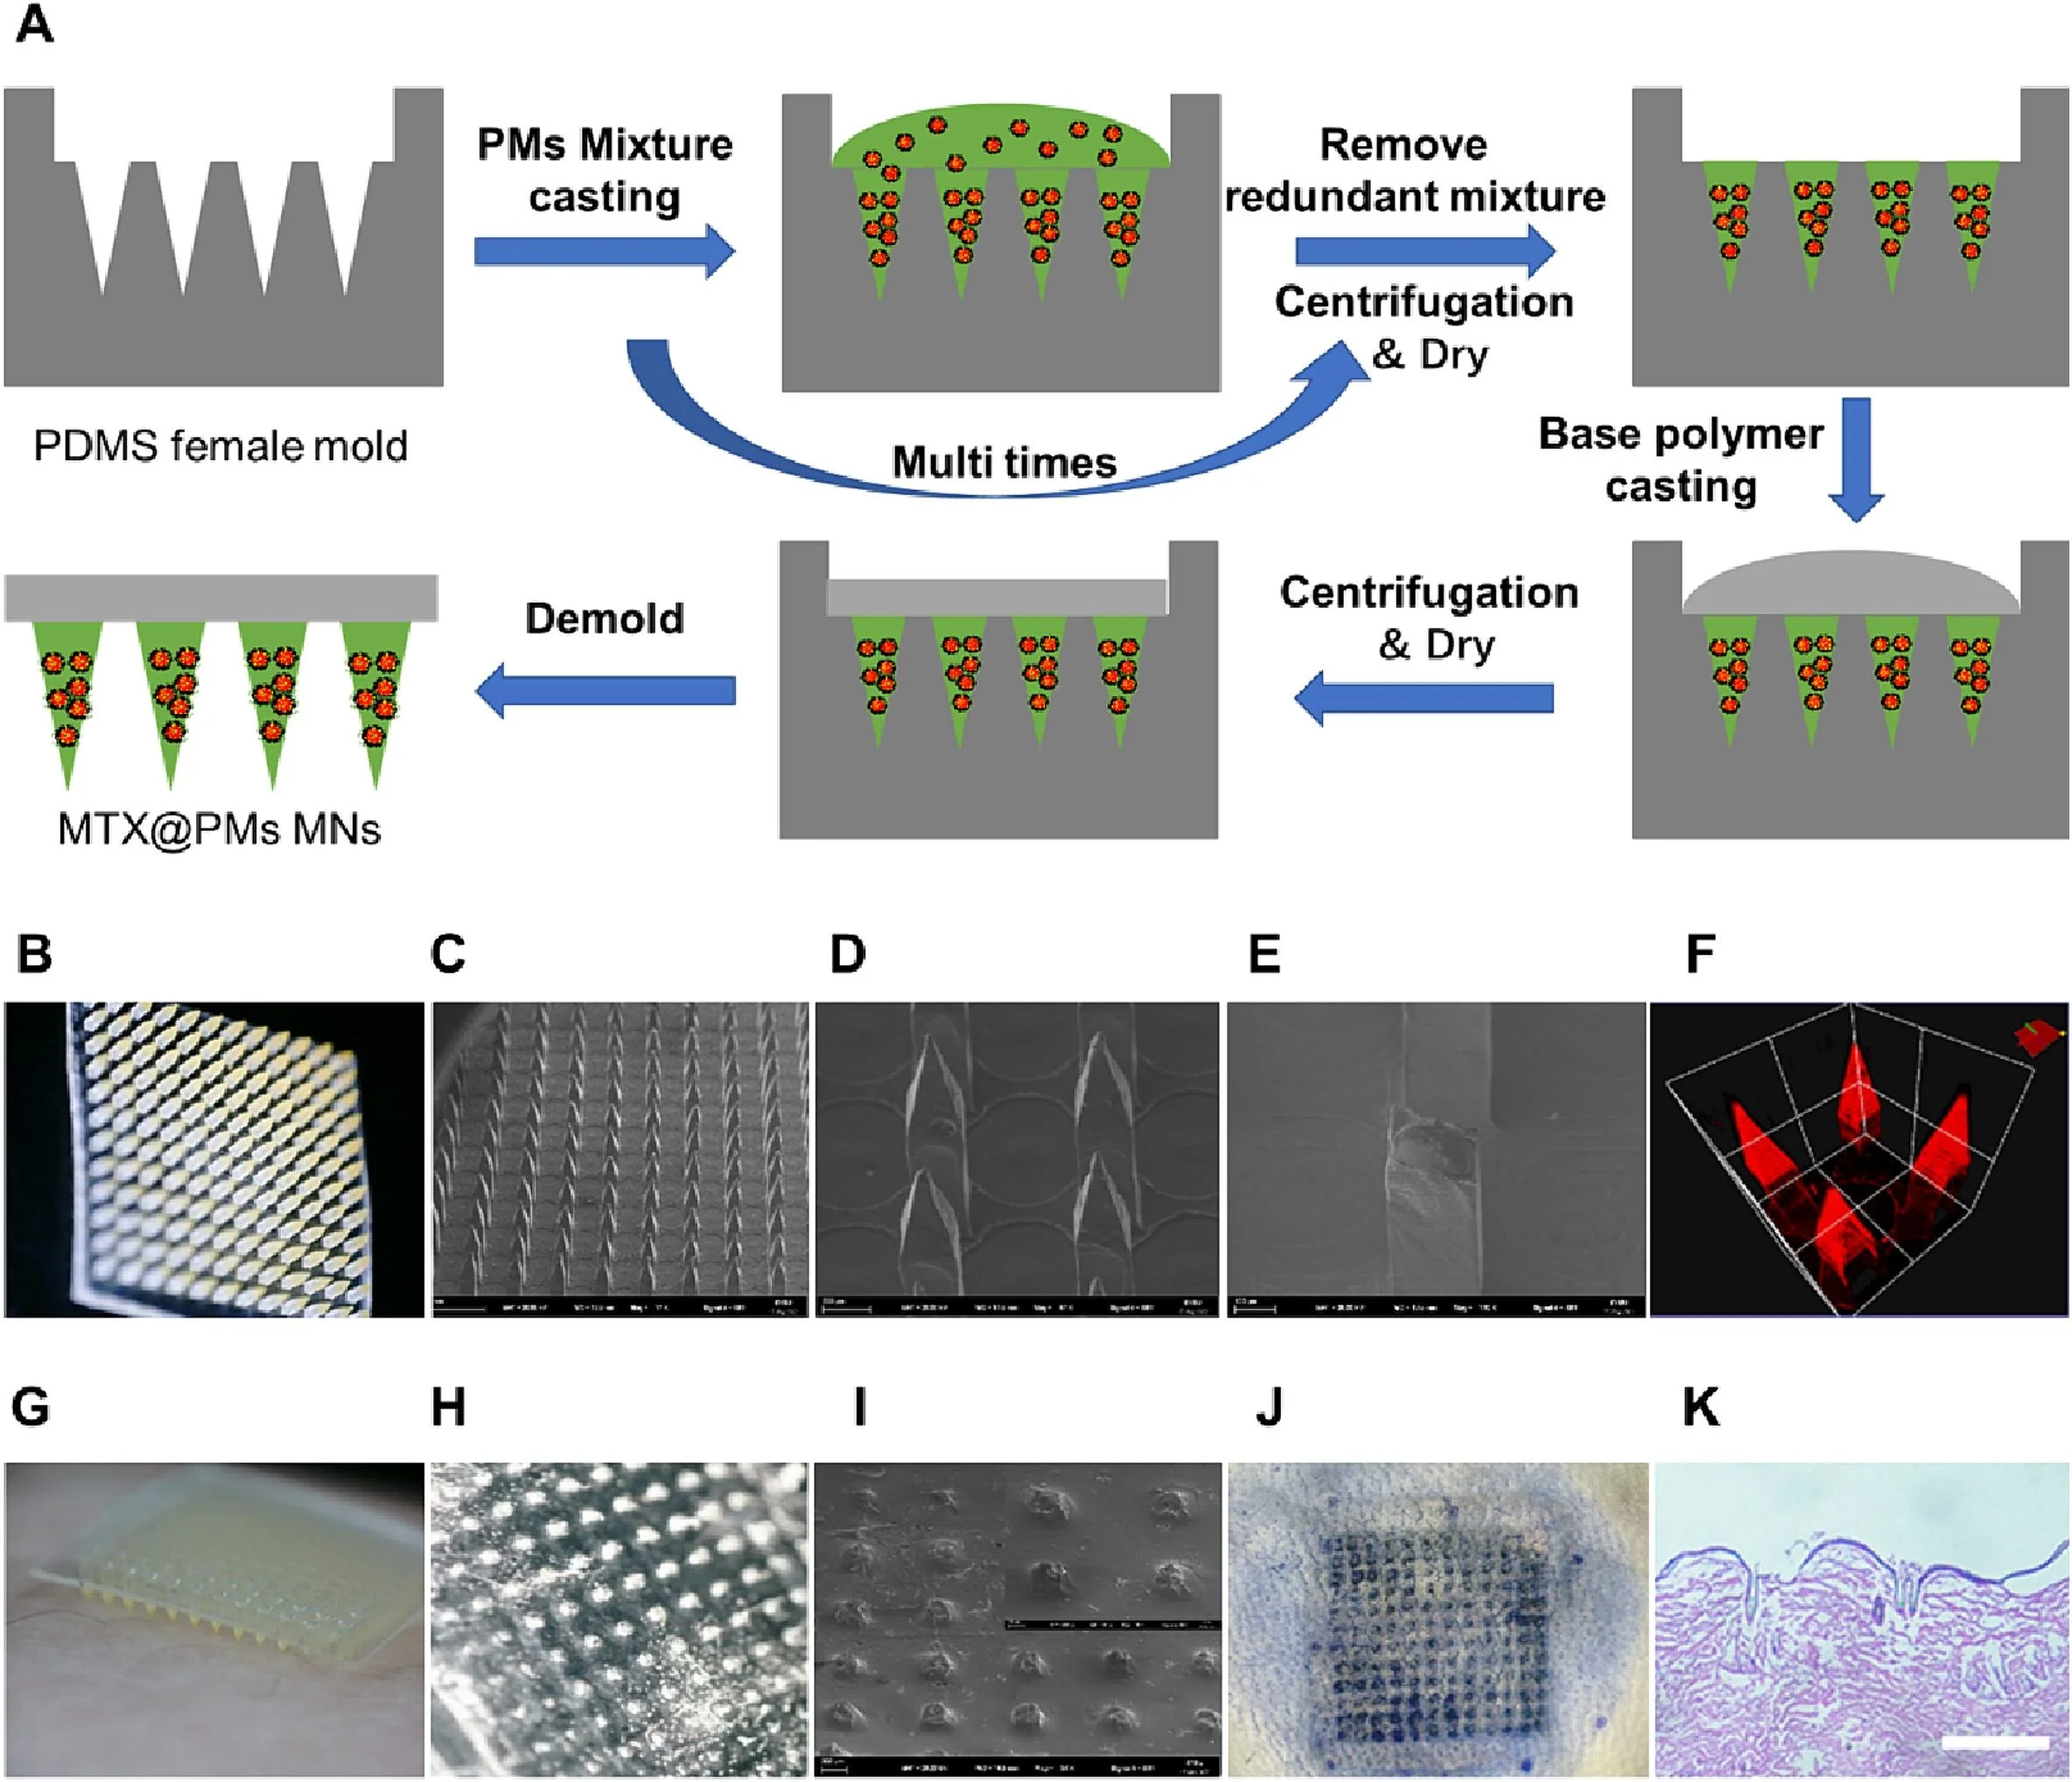 A
PMs Mixture
casting
Remove
redundant mixture
Centrifugation
& Dry
PDMS female mold
Multi times
Base polymer
casting
Demold
Centrifugation
& Dry
MTX@PMs MNs
B
C
D
E
F
G
H
I
J
K